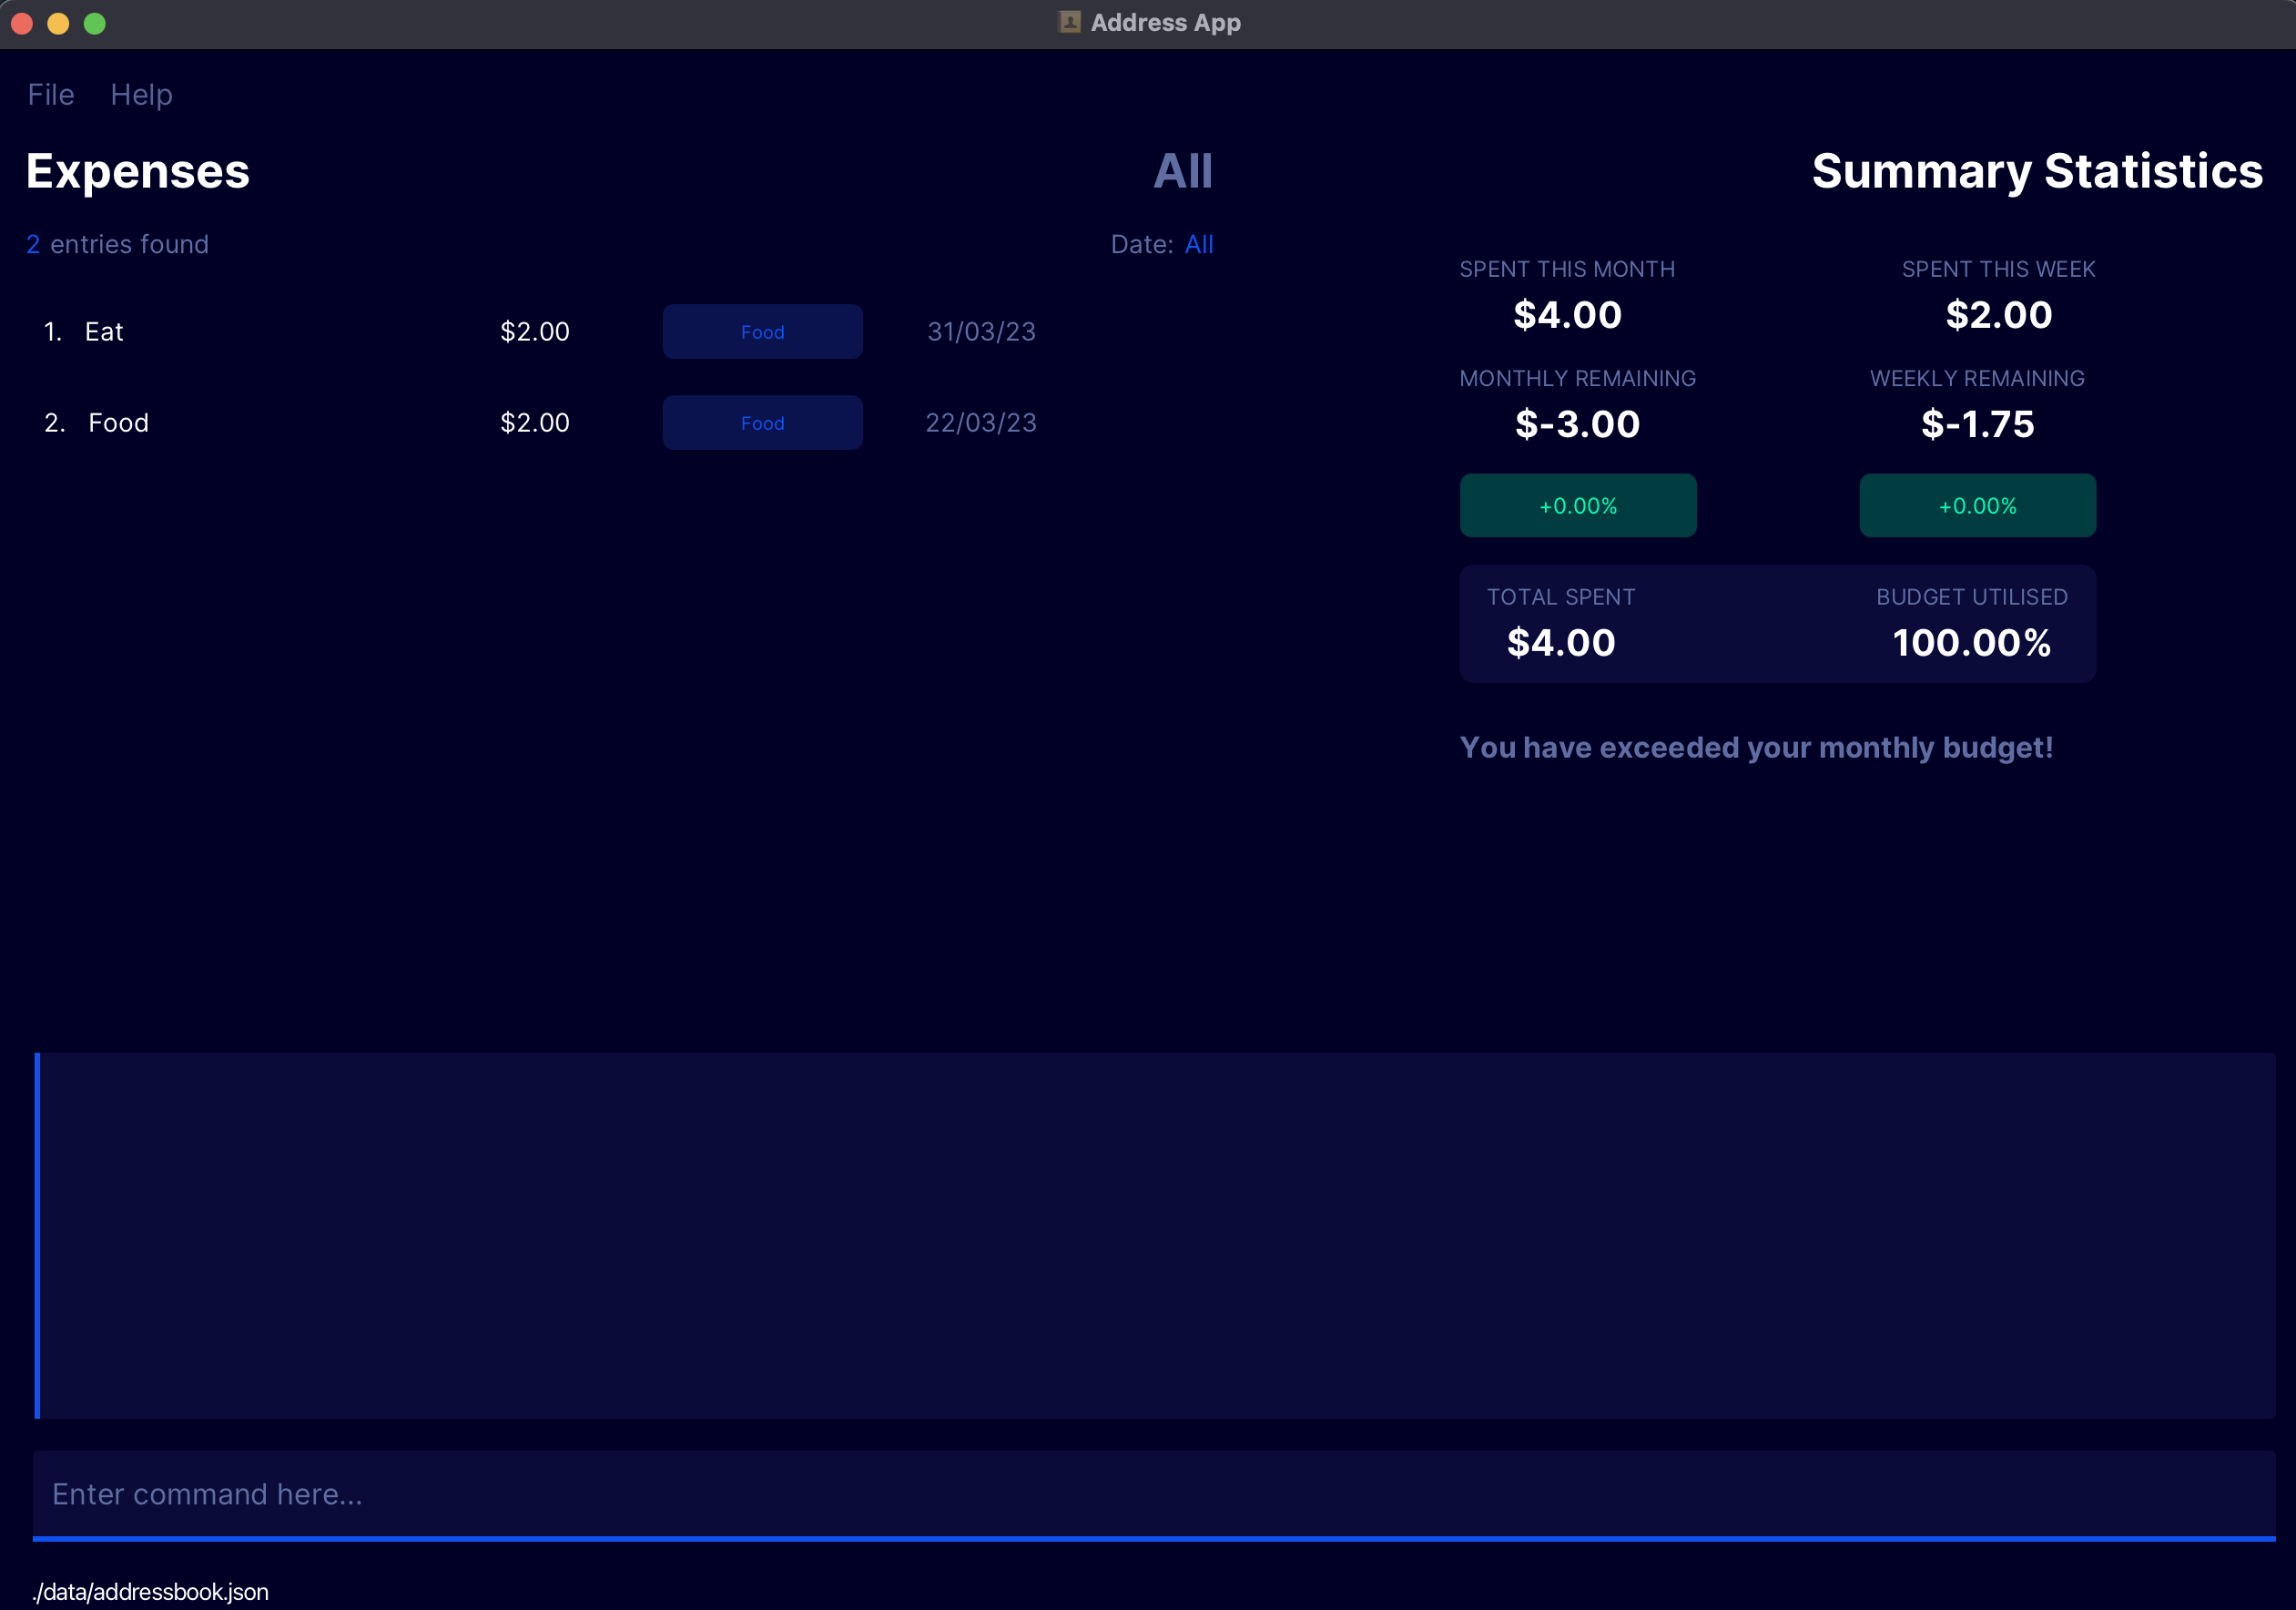 Address App
File Help
Expenses All
2 entries found Date: All
1. Eat $2.00 Food 31/03/23
2. Food $2.00 Food 22/03/23
Summary Statistics
SPENT THIS MONTH SPENT THIS WEEK
$4.00 $2.00
MONTHLY REMAINING WEEKLY REMAINING
$-3.00 $-1.75
+0.00% +0.00%
TOTAL SPENT BUDGET UTILISED
$4.00 100.00%
You have exceeded your monthly budget!
Enter command here...
./data/addressbook.json